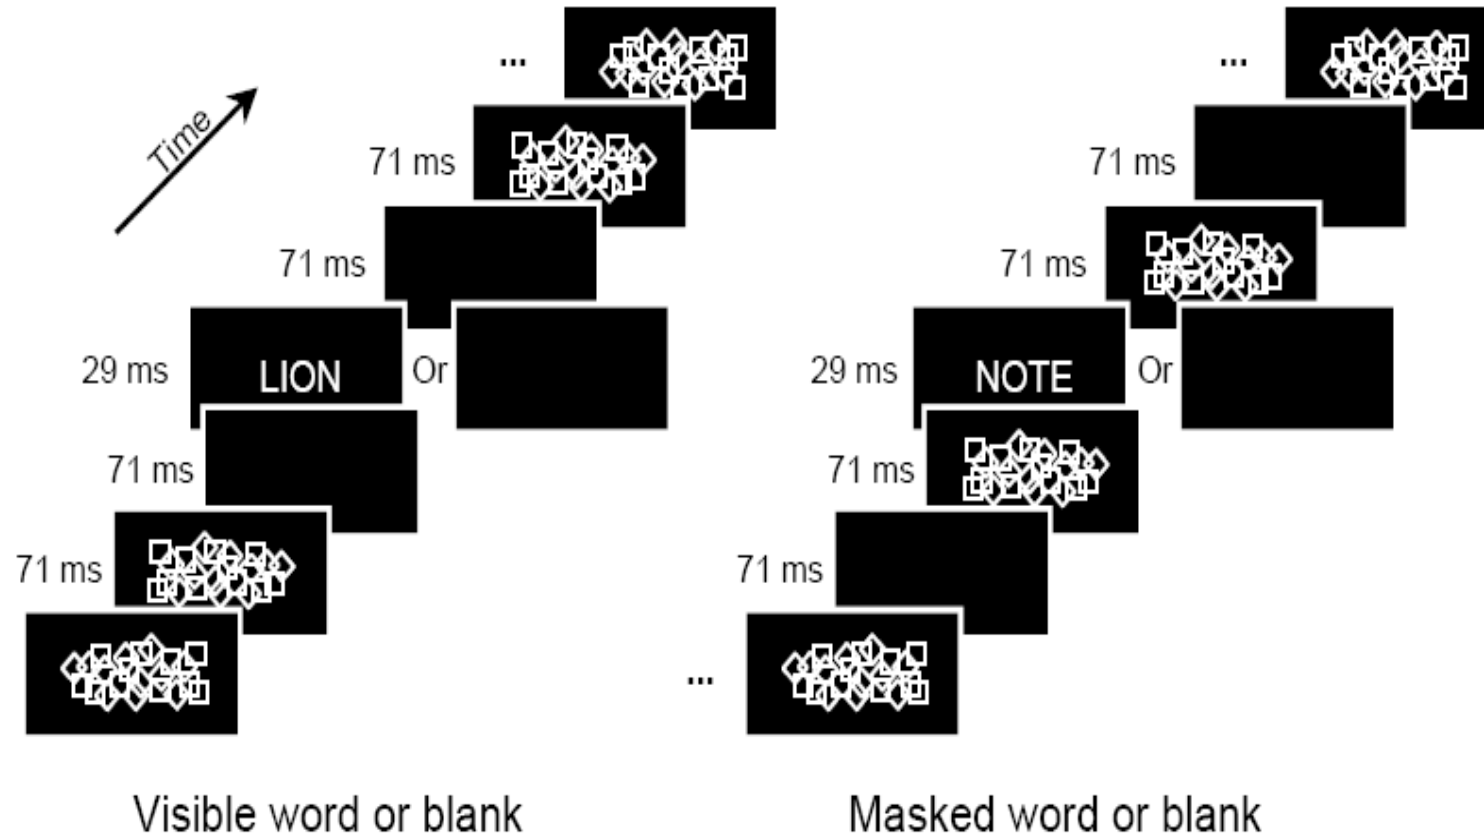 ...
...
Time
71 ms
71 ms
71 ms
71 ms
29 ms
LION
Or
29 ms
NOTE
Or
71 ms
71 ms
71 ms
71 ms
...
Visible word or blank
Masked word or blank